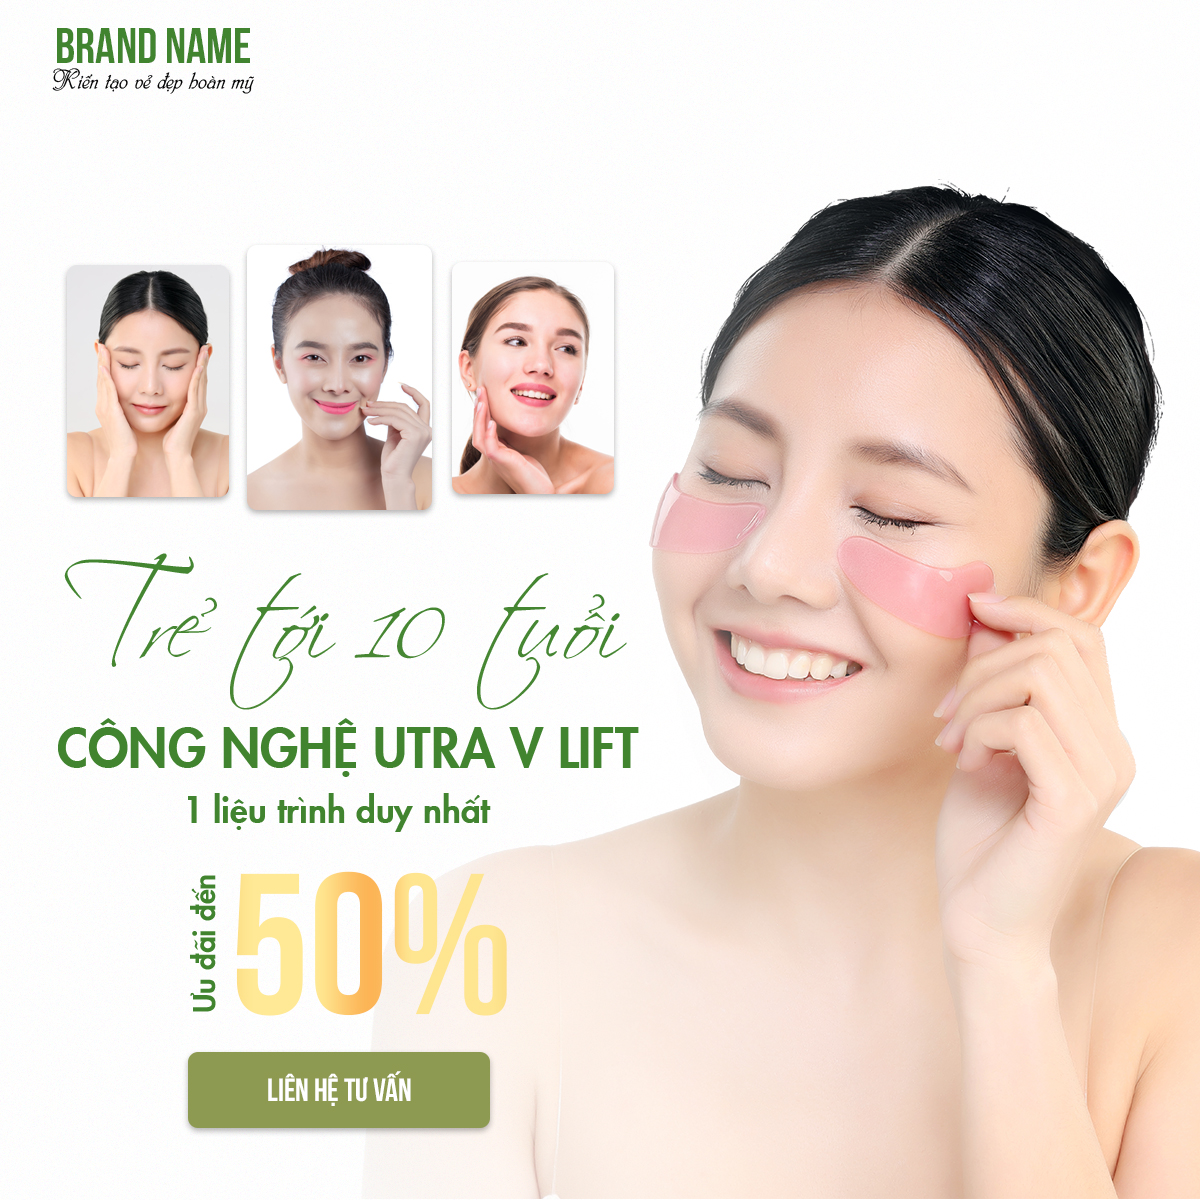 BRAND NAME
Kiến tạo vẻ đẹp hoàn mỹ
Trẻ tới 10 tuổi
CÔNG NGHỆ UTRA V LIFT
1 liệu trình duy nhất
Ưu đãi đến
50%
LIÊN HỆ TƯ VẤN